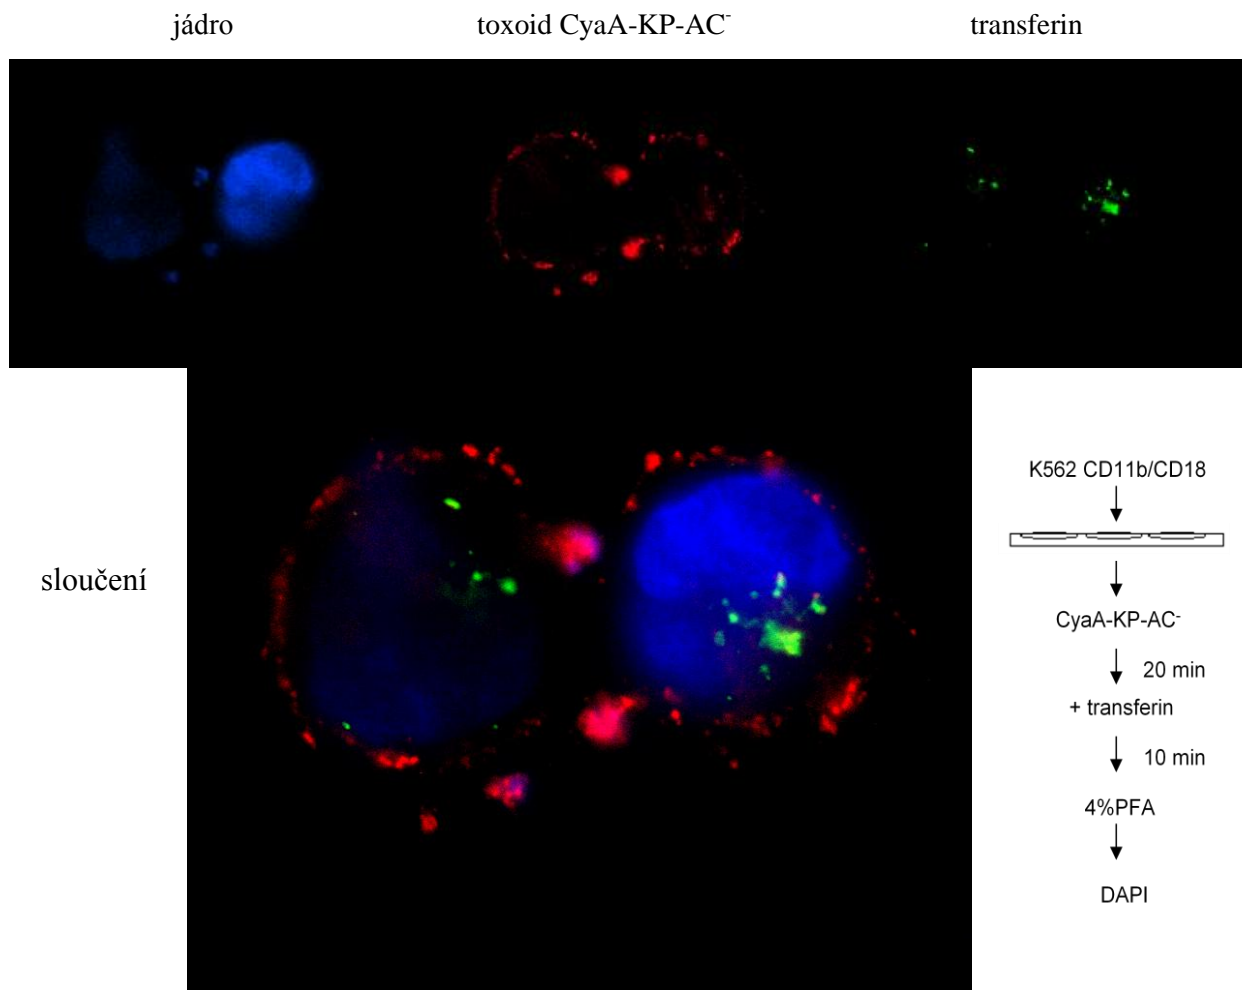 jádro
toxoid CyaA-KP-AC⁻
transferin
sloučení
K562 CD11b/CD18
CyaA-KP-AC⁻
20 min
+ transferin
10 min
4%PFA
DAPI